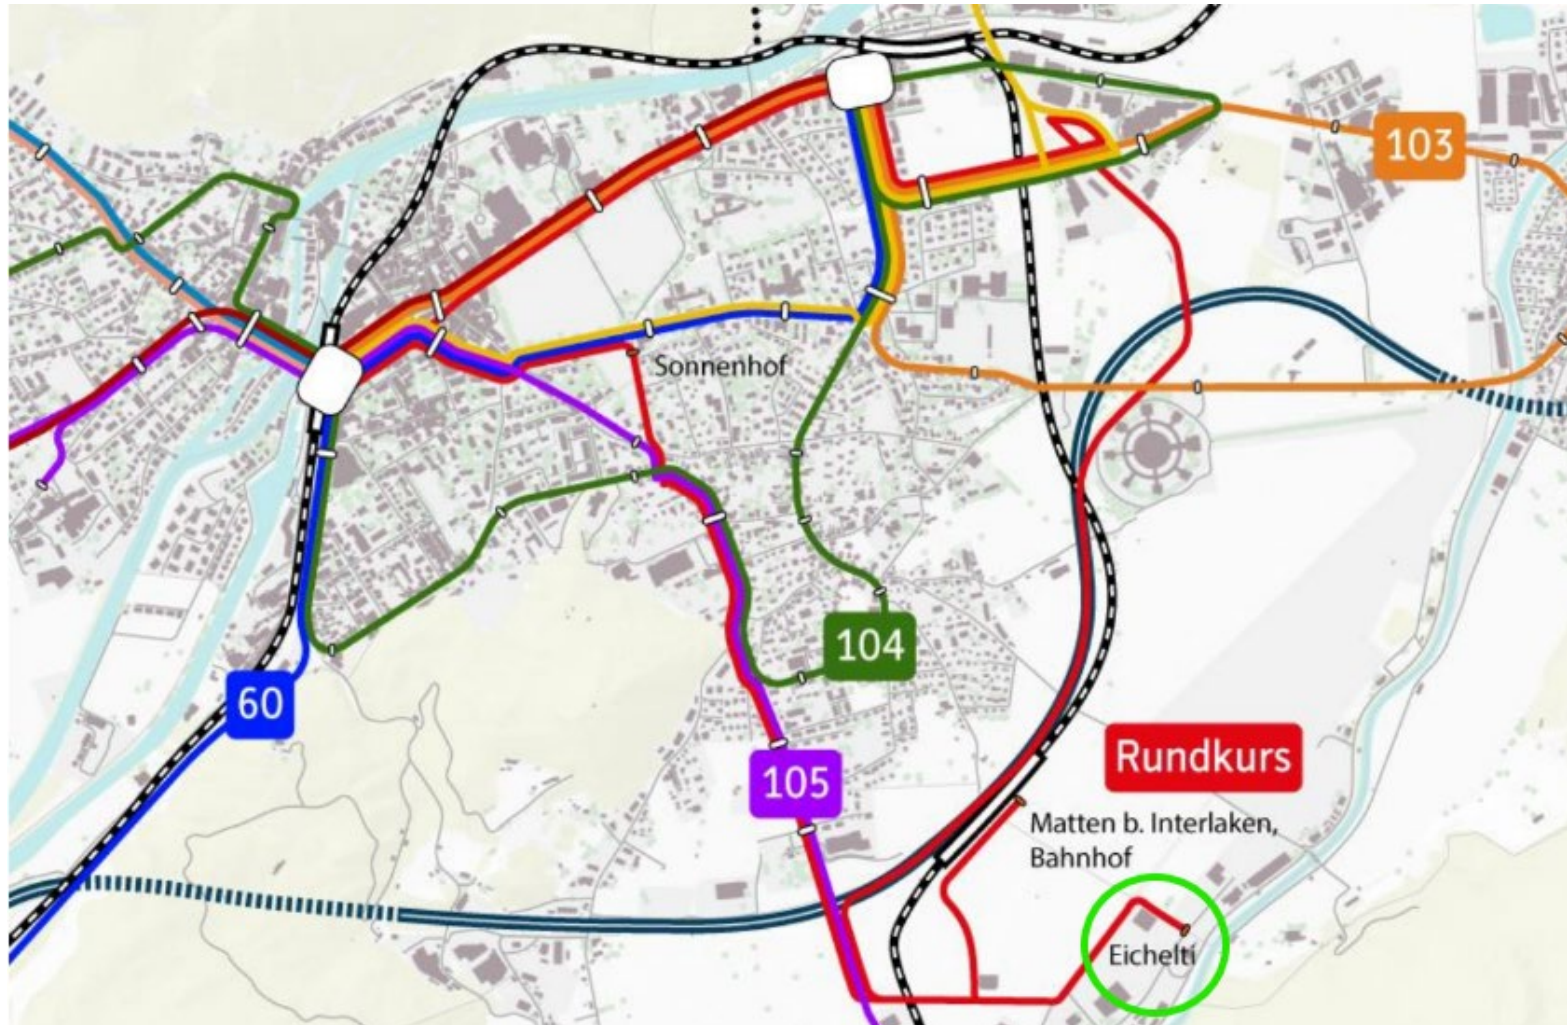 103
Sonnenhof
104
60
Rundkurs
105
Matten b. Interlaken,
Bahnhof
Eichelti